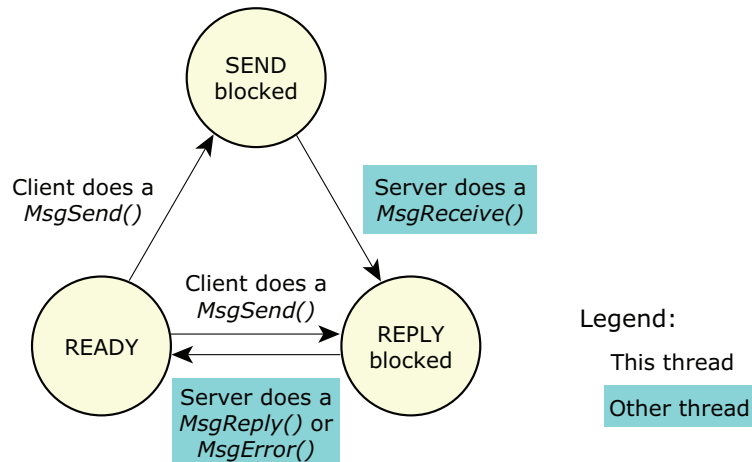 SEND
blocked
Client does a
MsgSend()
Server does a
MsgReceive()
Client does a
MsgSend()
READY
REPLY
blocked
Server does a
MsgReply() or
MsgError()
Legend:
This thread
Other thread